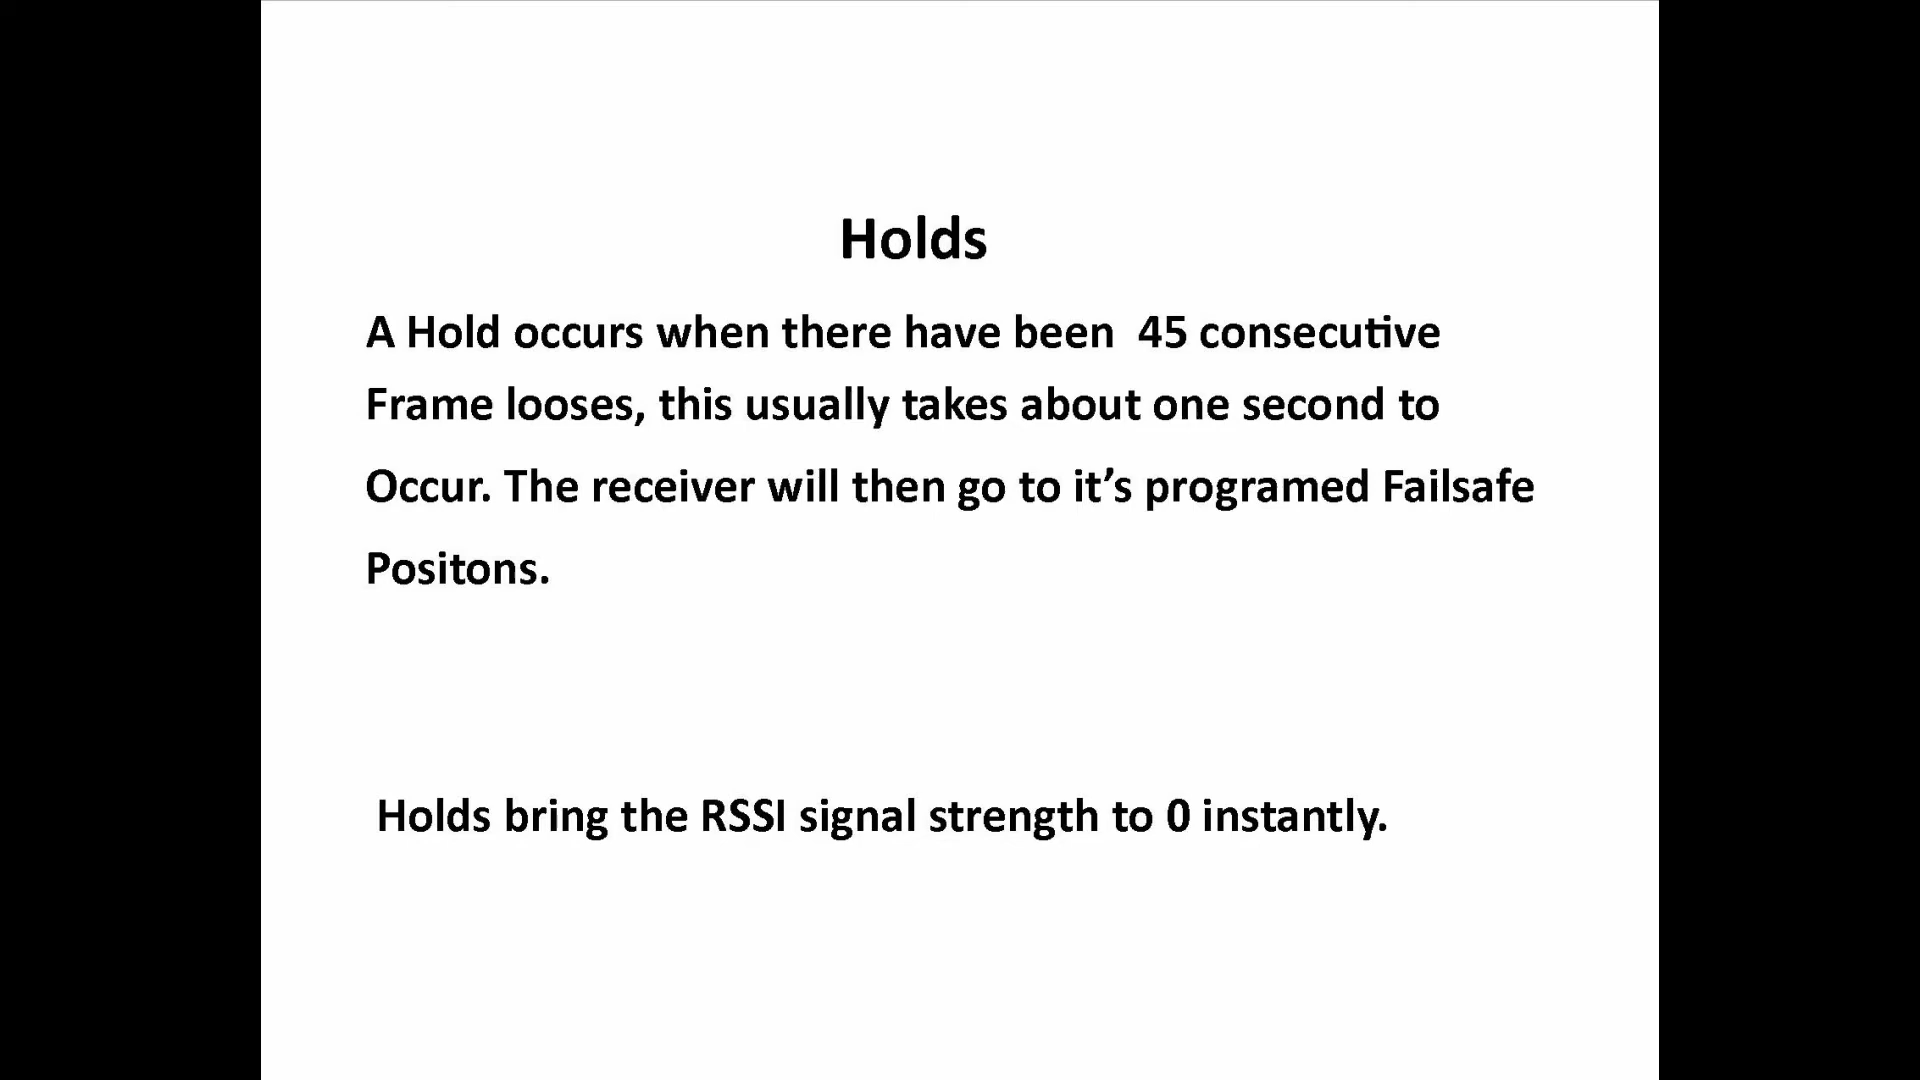 Holds
A Hold occurs when there have been  45 consecutive
Frame looses, this usually takes about one second to
Occur. The receiver will then go to it’s programed Failsafe
Positons.
Holds bring the RSSI signal strength to 0 instantly.